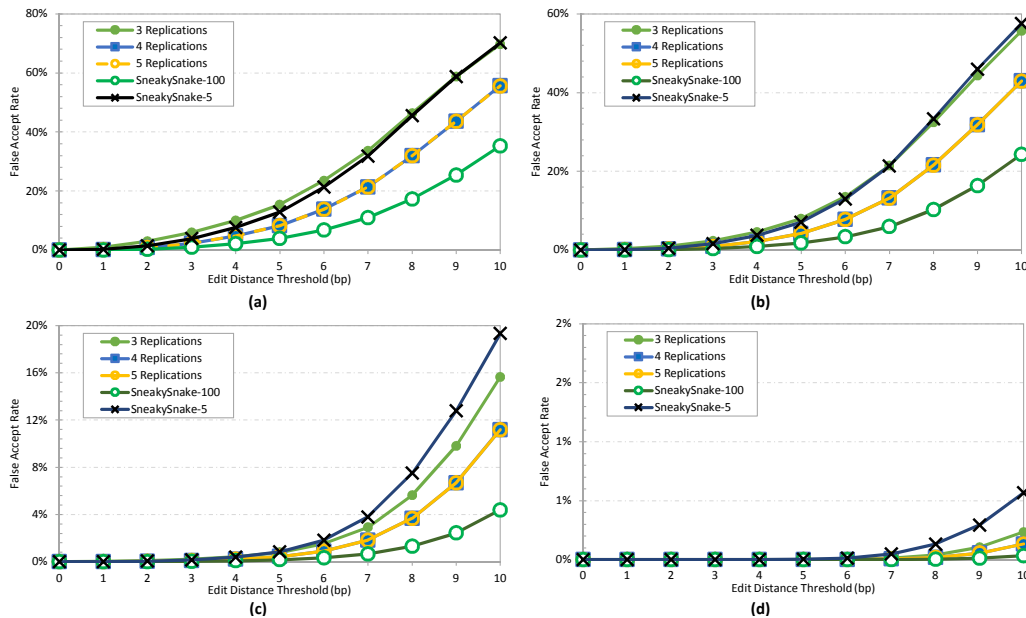 80%
60%
40%
20%
0%
False Accept Rate
3 Replications
4 Replications
5 Replications
SneakySnake-100
SneakySnake-5
0 1 2 3 4 5 6 7 8 9 10
Edit Distance Threshold (bp)
(a)
60%
40%
20%
0%
False Accept Rate
3 Replications
4 Replications
5 Replications
SneakySnake-100
SneakySnake-5
0 1 2 3 4 5 6 7 8 9 10
Edit Distance Threshold (bp)
(b)
20%
16%
12%
8%
4%
0%
False Accept Rate
3 Replications
4 Replications
5 Replications
SneakySnake-100
SneakySnake-5
0 1 2 3 4 5 6 7 8 9 10
Edit Distance Threshold (bp)
(c)
2%
2%
1%
1%
0%
False Accept Rate
3 Replications
4 Replications
5 Replications
SneakySnake-100
SneakySnake-5
0 1 2 3 4 5 6 7 8 9 10
Edit Distance Threshold (bp)
(d)